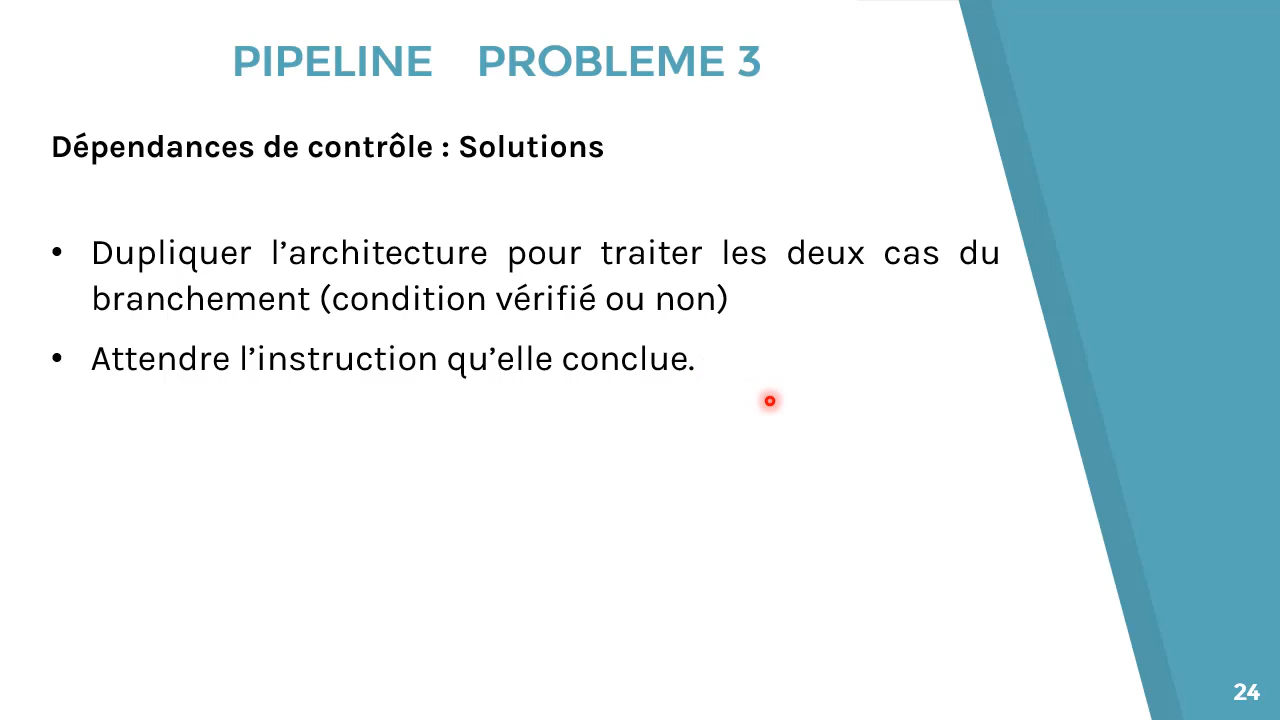 PIPELINE PROBLEME 3
Dépendances de contrôle : Solutions
• Dupliquer l’architecture pour traiter les deux cas du
branchement (condition vérifié ou non)
• Attendre l’instruction qu’elle conclue.
24